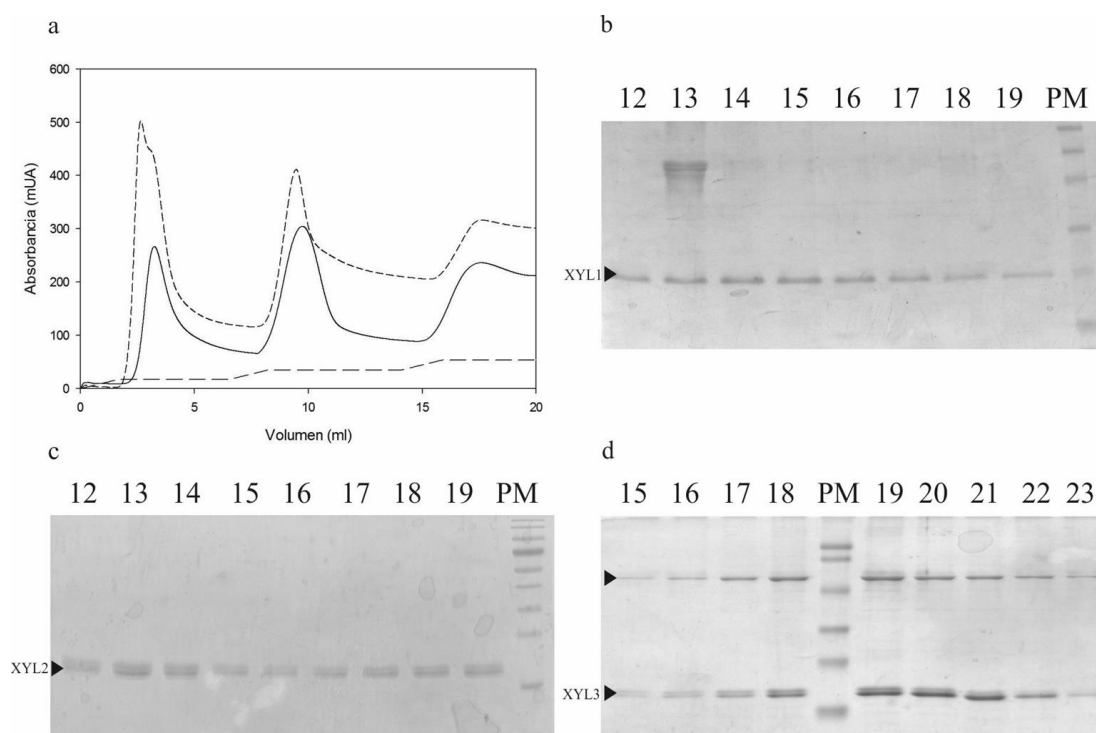 a
600
500
400
300
200
100
0
Absorbancia (mUA)
0 5 10 15 20
Volumen (ml)
b
12 13 14 15 16 17 18 19 PM
XYL1
c
12 13 14 15 16 17 18 19 PM
XYL2
d
15 16 17 18 PM 19 20 21 22 23
XYL3